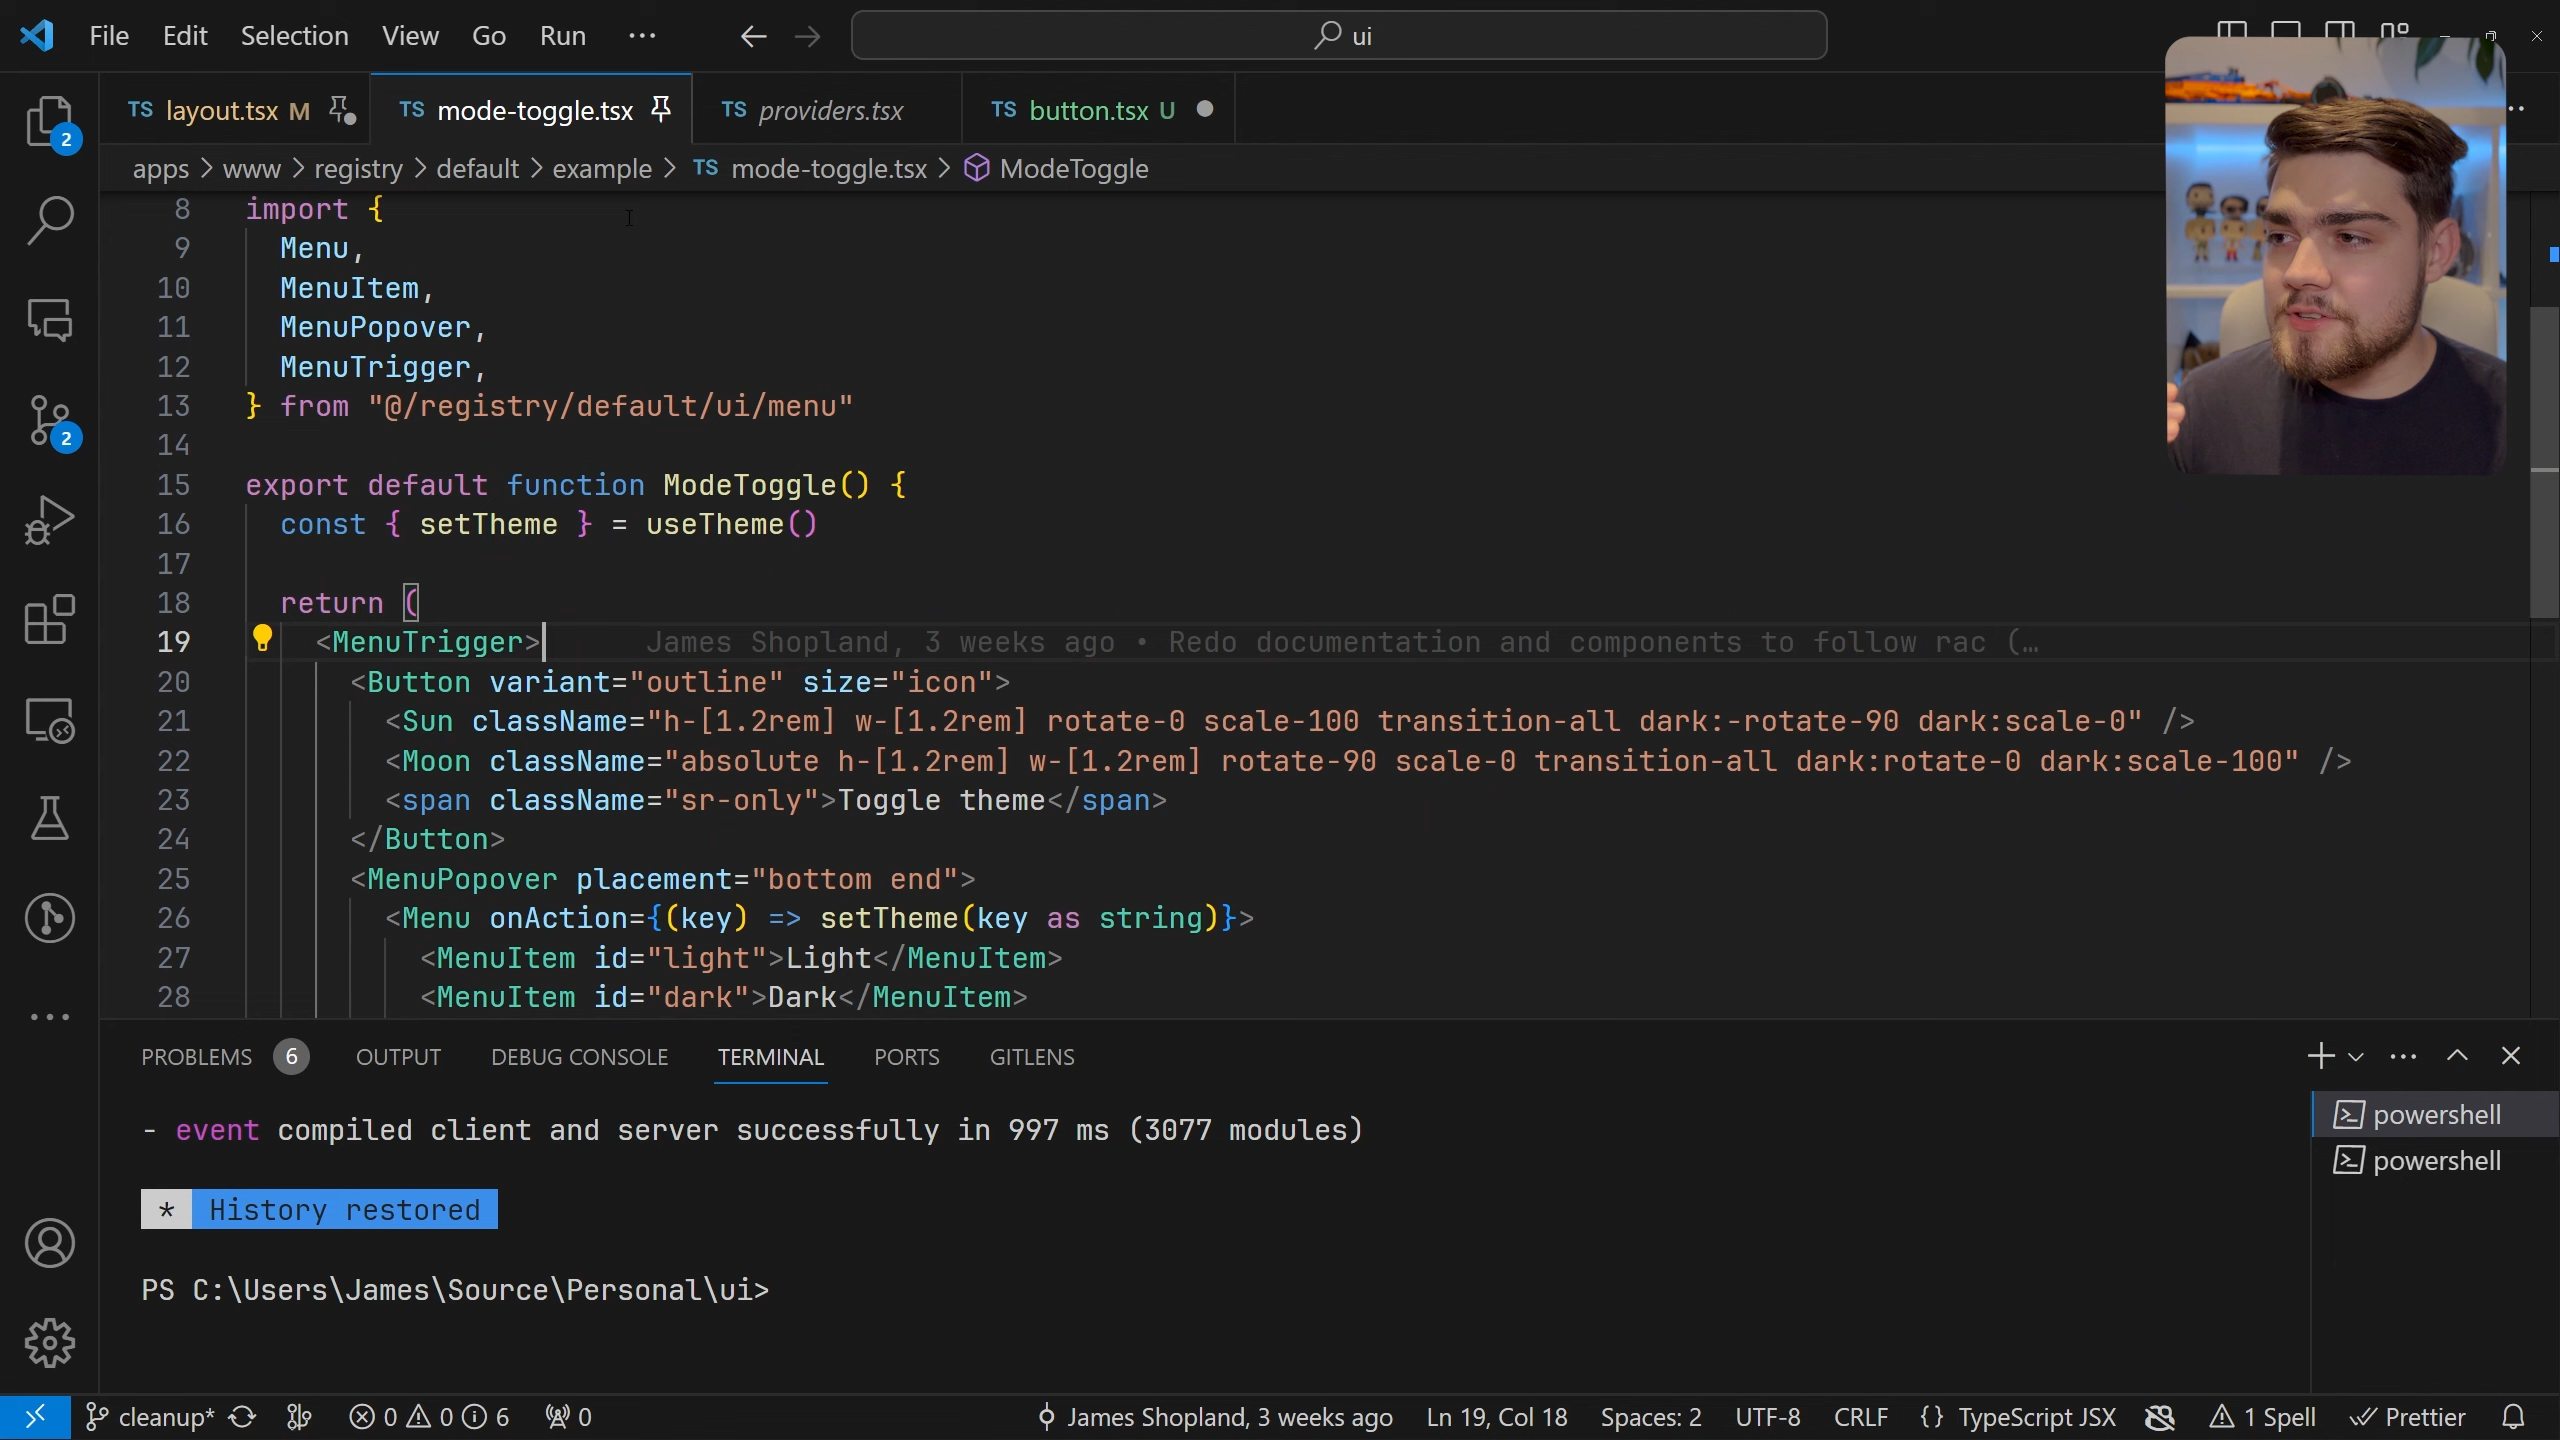 File Edit Selection View Go Run ··· ui
TS layout.tsx M TS mode-toggle.tsx TS providers.tsx TS button.tsx U
apps > www > registry > default > example > TS mode-toggle.tsx > ModeToggle
8 import {
9 Menu,
10 MenuItem,
11 MenuPopover,
12 MenuTrigger,
13 } from "@/registry/default/ui/menu"
14
15 export default function ModeToggle() {
16 const { setTheme } = useTheme()
17
18 return (
19 <MenuTrigger> James Shopland, 3 weeks ago • Redo documentation and components to follow rac (…
20 <Button variant="outline" size="icon">
21 <Sun className="h-[1.2rem] w-[1.2rem] rotate-0 scale-100 transition-all dark:-rotate-90 dark:scale-0" />
22 <Moon className="absolute h-[1.2rem] w-[1.2rem] rotate-90 scale-0 transition-all dark:rotate-0 dark:scale-100" />
23 <span className="sr-only">Toggle theme</span>
24 </Button>
25 <MenuPopover placement="bottom end">
26 <Menu onAction={(key) => setTheme(key as string)}>
27 <MenuItem id="light">Light</MenuItem>
28 <MenuItem id="dark">Dark</MenuItem>
2
2
PROBLEMS 6 OUTPUT DEBUG CONSOLE TERMINAL PORTS GITLENS
- event compiled client and server successfully in 997 ms (3077 modules)
* History restored
PS C:\Users\James\Source\Personal\ui>
powershell
powershell
cleanup* 0 0 6 0 James Shopland, 3 weeks ago Ln 19, Col 18 Spaces: 2 UTF-8 CRLF {} TypeScript JSX 1 Spell Prettier